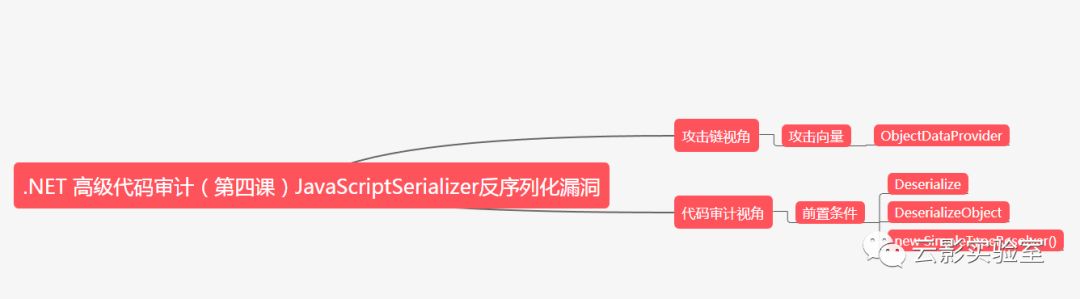 .NET 高级代码审计（第四课）JavaScriptSerializer反序列化漏洞
攻击链视角
攻击向量
ObjectDataProvider
代码审计视角
前置条件
Deserialize
DeserializeObject
new SimpleTypeResolver()
云影实验室